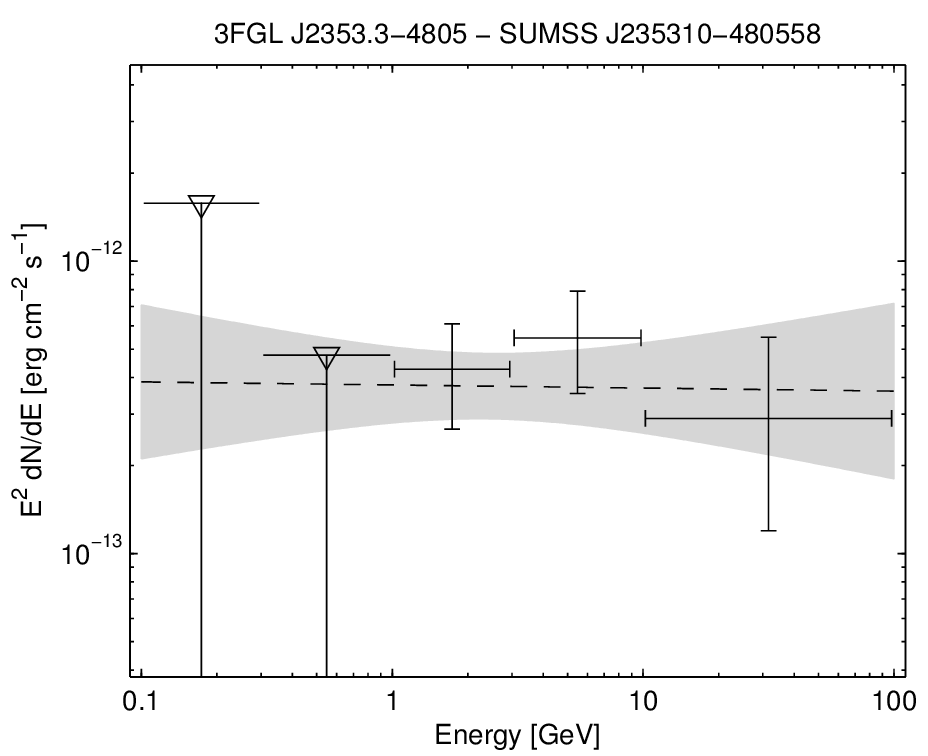 3FGL J2353.3−4805 − SUMSS J235310−480558
E² dN/dE [erg cm⁻² s⁻¹]
10⁻¹²
10⁻¹³
0.1 1 10 100
Energy [GeV]